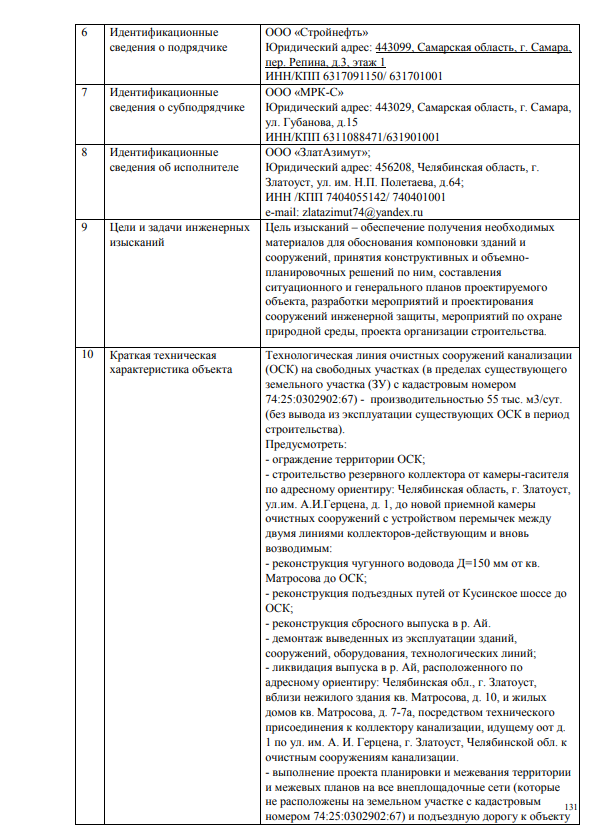 6 Идентификационные сведения о подрядчике
ООО «Стройнефть»
Юридический адрес: 443099, Самарская область, г. Самара,
пер. Репина, д.3, этаж 1
ИНН/КПП 6317091150/ 631701001
7 Идентификационные сведения о субподрядчике
ООО «МРК-С»
Юридический адрес: 443029, Самарская область, г. Самара,
ул. Губанова, д.15
ИНН/КПП 6311088471/631901001
8 Идентификационные сведения об исполнителе
ООО «ЗлатАзимут»;
Юридический адрес: 456208, Челябинская область, г.
Златоуст, ул. им. Н.П. Полетаева, д.64;
ИНН /КПП 7404055142/ 740401001
e-mail: zlatazimut74@yandex.ru
9 Цели и задачи инженерных изысканий
Цель изысканий – обеспечение получения необходимых
материалов для обоснования компоновки зданий и
сооружений, принятия конструктивных и объемно-
планировочных решений по ним, составления
ситуационного и генерального планов проектируемого
объекта, разработки мероприятий и проектирования
сооружений инженерной защиты, мероприятий по охране
природной среды, проекта организации строительства.
10 Краткая техническая характеристика объекта
Технологическая линия очистных сооружений канализации
(ОСК) на свободных участках (в пределах существующего
земельного участка (ЗУ) с кадастровым номером
74:25:0302902:67) - производительностью 55 тыс. м3/сут.
(без вывода из эксплуатации существующих ОСК в период
строительства).
Предусмотреть:
- ограждение территории ОСК;
- строительство резервного коллектора от камеры-гасителя
по адресному ориентиру: Челябинская область, г. Златоуст,
ул.им. А.И.Герцена, д. 1, до новой приемной камеры
очистных сооружений с устройством перемычек между
двумя линиями коллекторов-действующим и вновь
возводимым:
- реконструкция чугунного водовода Д=150 мм от кв.
Матросова до ОСК;
- реконструкция подъездных путей от Кусинское шоссе до
ОСК;
- реконструкция сбросного выпуска в р. Ай.
- демонтаж выведенных из эксплуатации зданий,
сооружений, оборудования, технологических линий;
- ликвидация выпуска в р. Ай, расположенного по
адресному ориентиру: Челябинская обл., г. Златоуст,
вблизи нежилого здания кв. Матросова, д. 10, и жилых
домов кв. Матросова, д. 7-7а, посредством технического
присоединения к коллектору канализации, идущему оот д.
1 по ул. им. А. И. Герцена, г. Златоуст, Челябинской обл. к
очистным сооружениям канализации.
- выполнение проекта планировки и межевания территории
и межевых планов на все внеплощадочные сети (которые
не расположены на земельном участке с кадастровым
номером 74:25:0302902:67) и подъездную дорогу к объекту
131